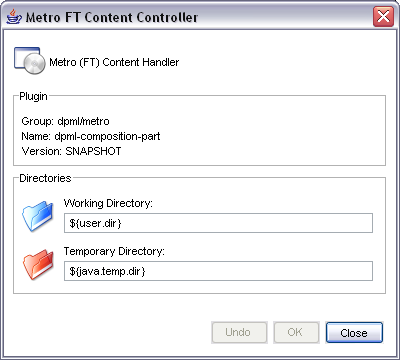 Metro FT Content Controller
Metro (FT) Content Handler
Plugin
Group: dpml/metro
Name: dpml-composition-part
Version: SNAPSHOT
Directories
Working Directory:
${user.dir}
Temporary Directory:
${java.temp.dir}
Undo OK Close